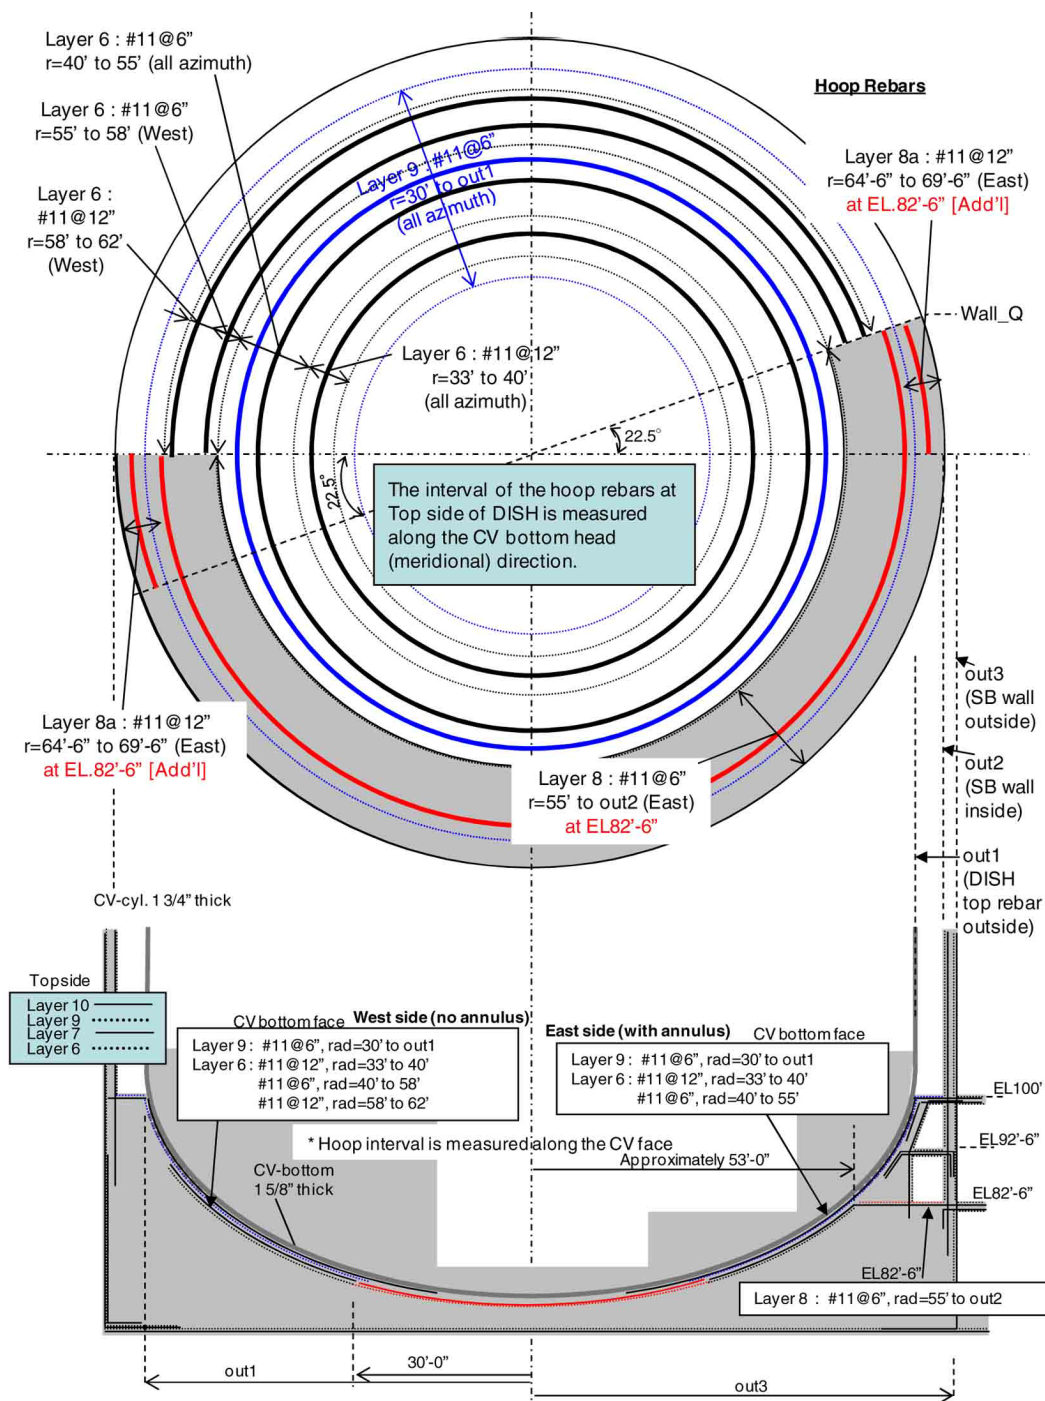 Layer 6 : #11@6”
r=40’ to 55’ (all azimuth)
Hoop Rebars
Layer 6 : #11@6”
r=55’ to 58’ (West)
Layer 9 : #11@6”
r=30’ to out1
(all azimuth)
Layer 8a : #11@12”
r=64’-6” to 69’-6” (East)
at EL.82’-6” [Add’l]
Layer 6 :
#11@12”
r=58’ to 62’
(West)
Wall_Q
Layer 6 : #11@12”
r=33’ to 40’
(all azimuth)
22.5°
22.5°
The interval of the hoop rebars at
Top side of DISH is measured
along the CV bottom head
(meridional) direction.
out3
(SB wall
outside)
Layer 8a : #11@12”
r=64’-6” to 69’-6” (East)
at EL.82’-6” [Add’l]
Layer 8 : #11@6”
r=55’ to out2 (East)
at EL82’-6”
out2
(SB wall
inside)
out1
(DISH
top rebar
outside)
CV-cyl. 1 3/4” thick
Topside
Layer 10
Layer 9
Layer 7
Layer 6
CV bottom face
West side (no annulus)
Layer 9 : #11@6”, rad=30’ to out1
Layer 6 : #11@12”, rad=33’ to 40’
#11@6”, rad=40’ to 58’
#11@12”, rad=58’ to 62’
East side (with annulus)
CV bottom face
Layer 9 : #11@6”, rad=30’ to out1
Layer 6 : #11@12”, rad=33’ to 40’
#11@6”, rad=40’ to 55’
EL100’
* Hoop interval is measured along the CV face
EL92’-6”
Approximately 53’-0”
CV-bottom
1 5/8” thick
EL82’-6”
EL82’-6”
Layer 8 : #11@6”, rad=55’ to out2
30’-0”
out1
out3